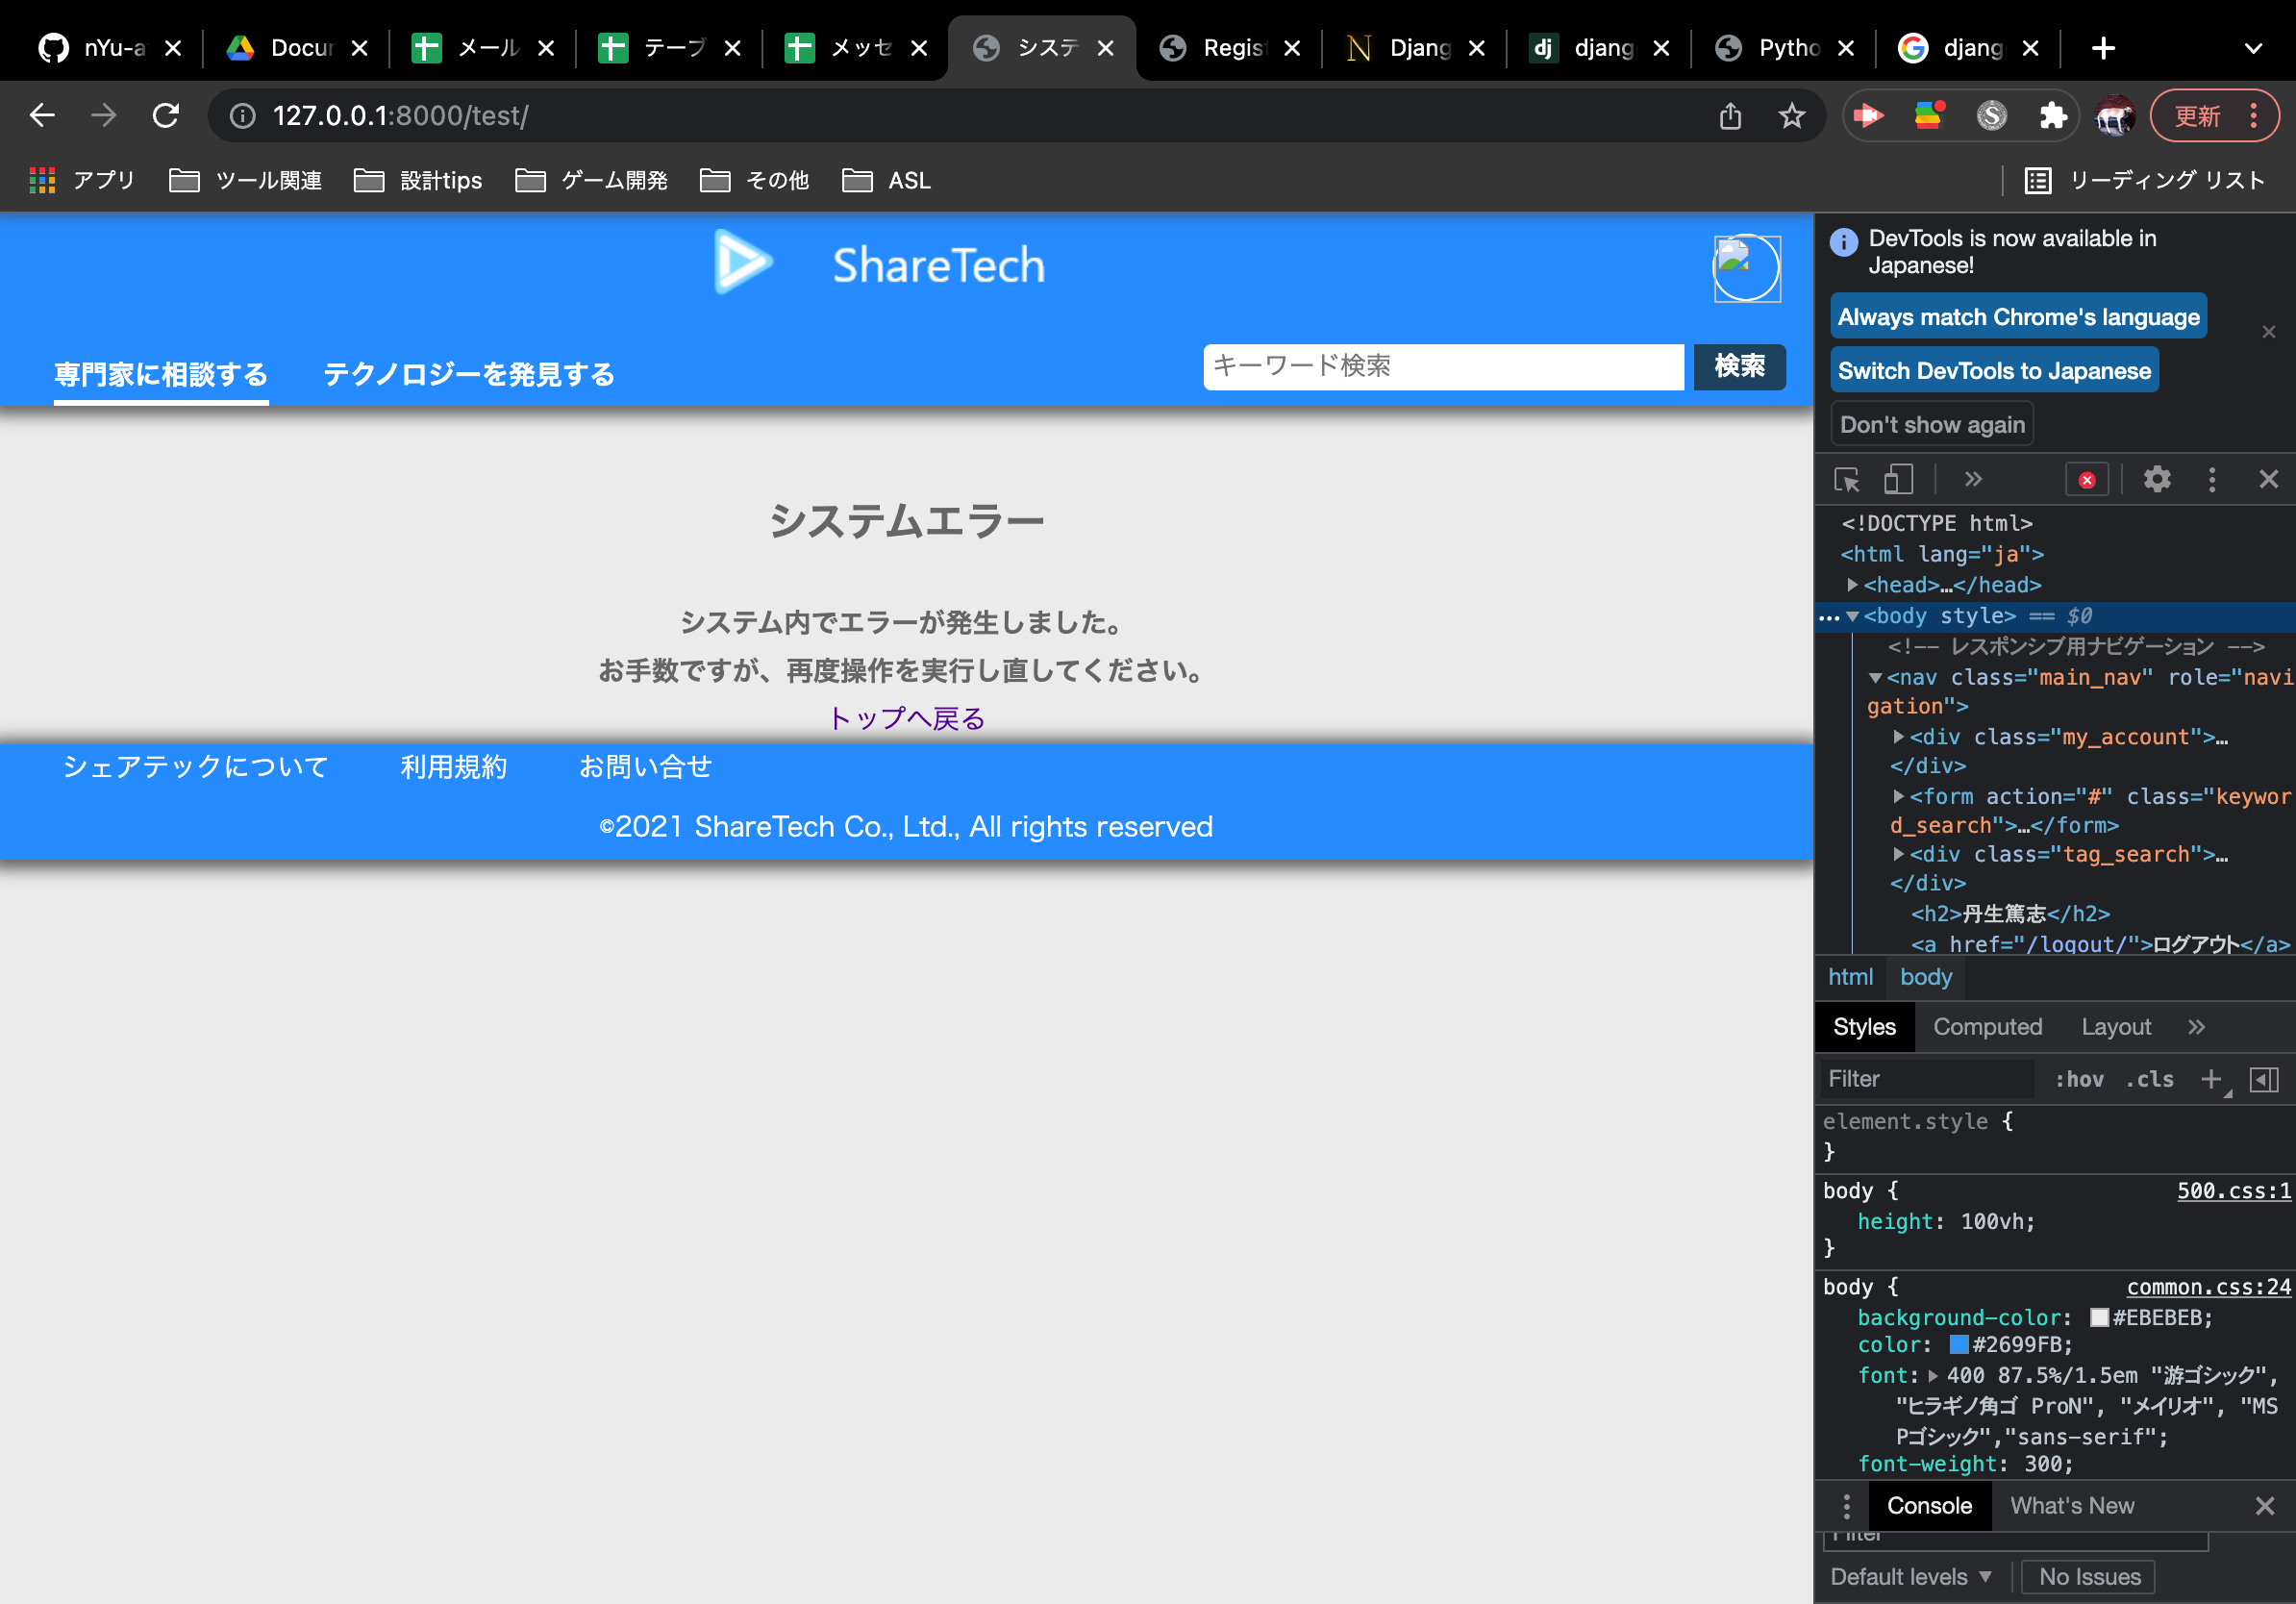 nYu-a
Docur
メール
テーブ
メッセ
システ
Regist
Djang
djang
Pytho
djang
127.0.0.1:8000/test/
更新
アプリ
ツール関連
設計tips
ゲーム開発
その他
ASL
リーディング リスト
ShareTech
専門家に相談する
テクノロジーを発見する
キーワード検索
検索
システムエラー
システム内でエラーが発生しました。
お手数ですが、再度操作を実行し直してください。
トップへ戻る
シェアテックについて
利用規約
お問い合せ
©2021 ShareTech Co., Ltd., All rights reserved
DevTools is now available in
Japanese!
Always match Chrome's language
Switch DevTools to Japanese
Don't show again
<!DOCTYPE html>
<html lang="ja">
<head>…</head>
<body style> == $0
<!-- レスポンシブ用ナビゲーション -->
<nav class="main_nav" role="navi
gation">
<div class="my_account">…
</div>
<form action="#" class="keywor
d_search">…</form>
<div class="tag_search">…
</div>
<h2>丹生篤志</h2>
<a href="/logout/">ログアウト</a>
html
body
Styles
Computed
Layout
Filter
:hov
.cls
element.style {
}
body {
500.css:1
height: 100vh;
}
body {
common.css:24
background-color: #EBEBEB;
color: #2699FB;
font: 400 87.5%/1.5em "游ゴシック",
"ヒラギノ角ゴ ProN", "メイリオ", "MS
Pゴシック","sans-serif";
font-weight: 300;
Console
What's New
Filter
Default levels
No Issues